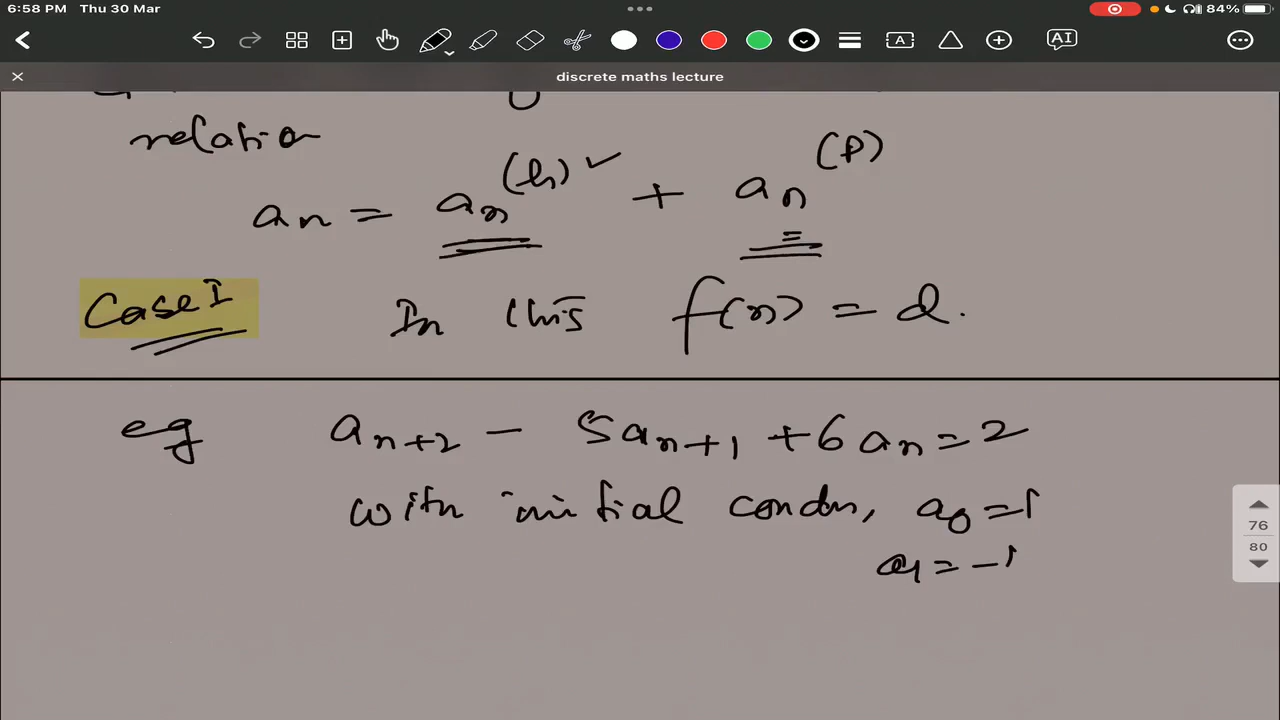 6:58 PM Thu 30 Mar
84%
A
AI
discrete maths lecture
relation
aₙ = aₙ⁽ʰ⁾ ✓ + aₙ⁽ᵖ⁾
Case I In this f(n) = d.
eg aₙ₊₂ - 5aₙ₊₁ + 6aₙ = 2
with initial condn, a₀ = 1
a₁ = -1
76
80